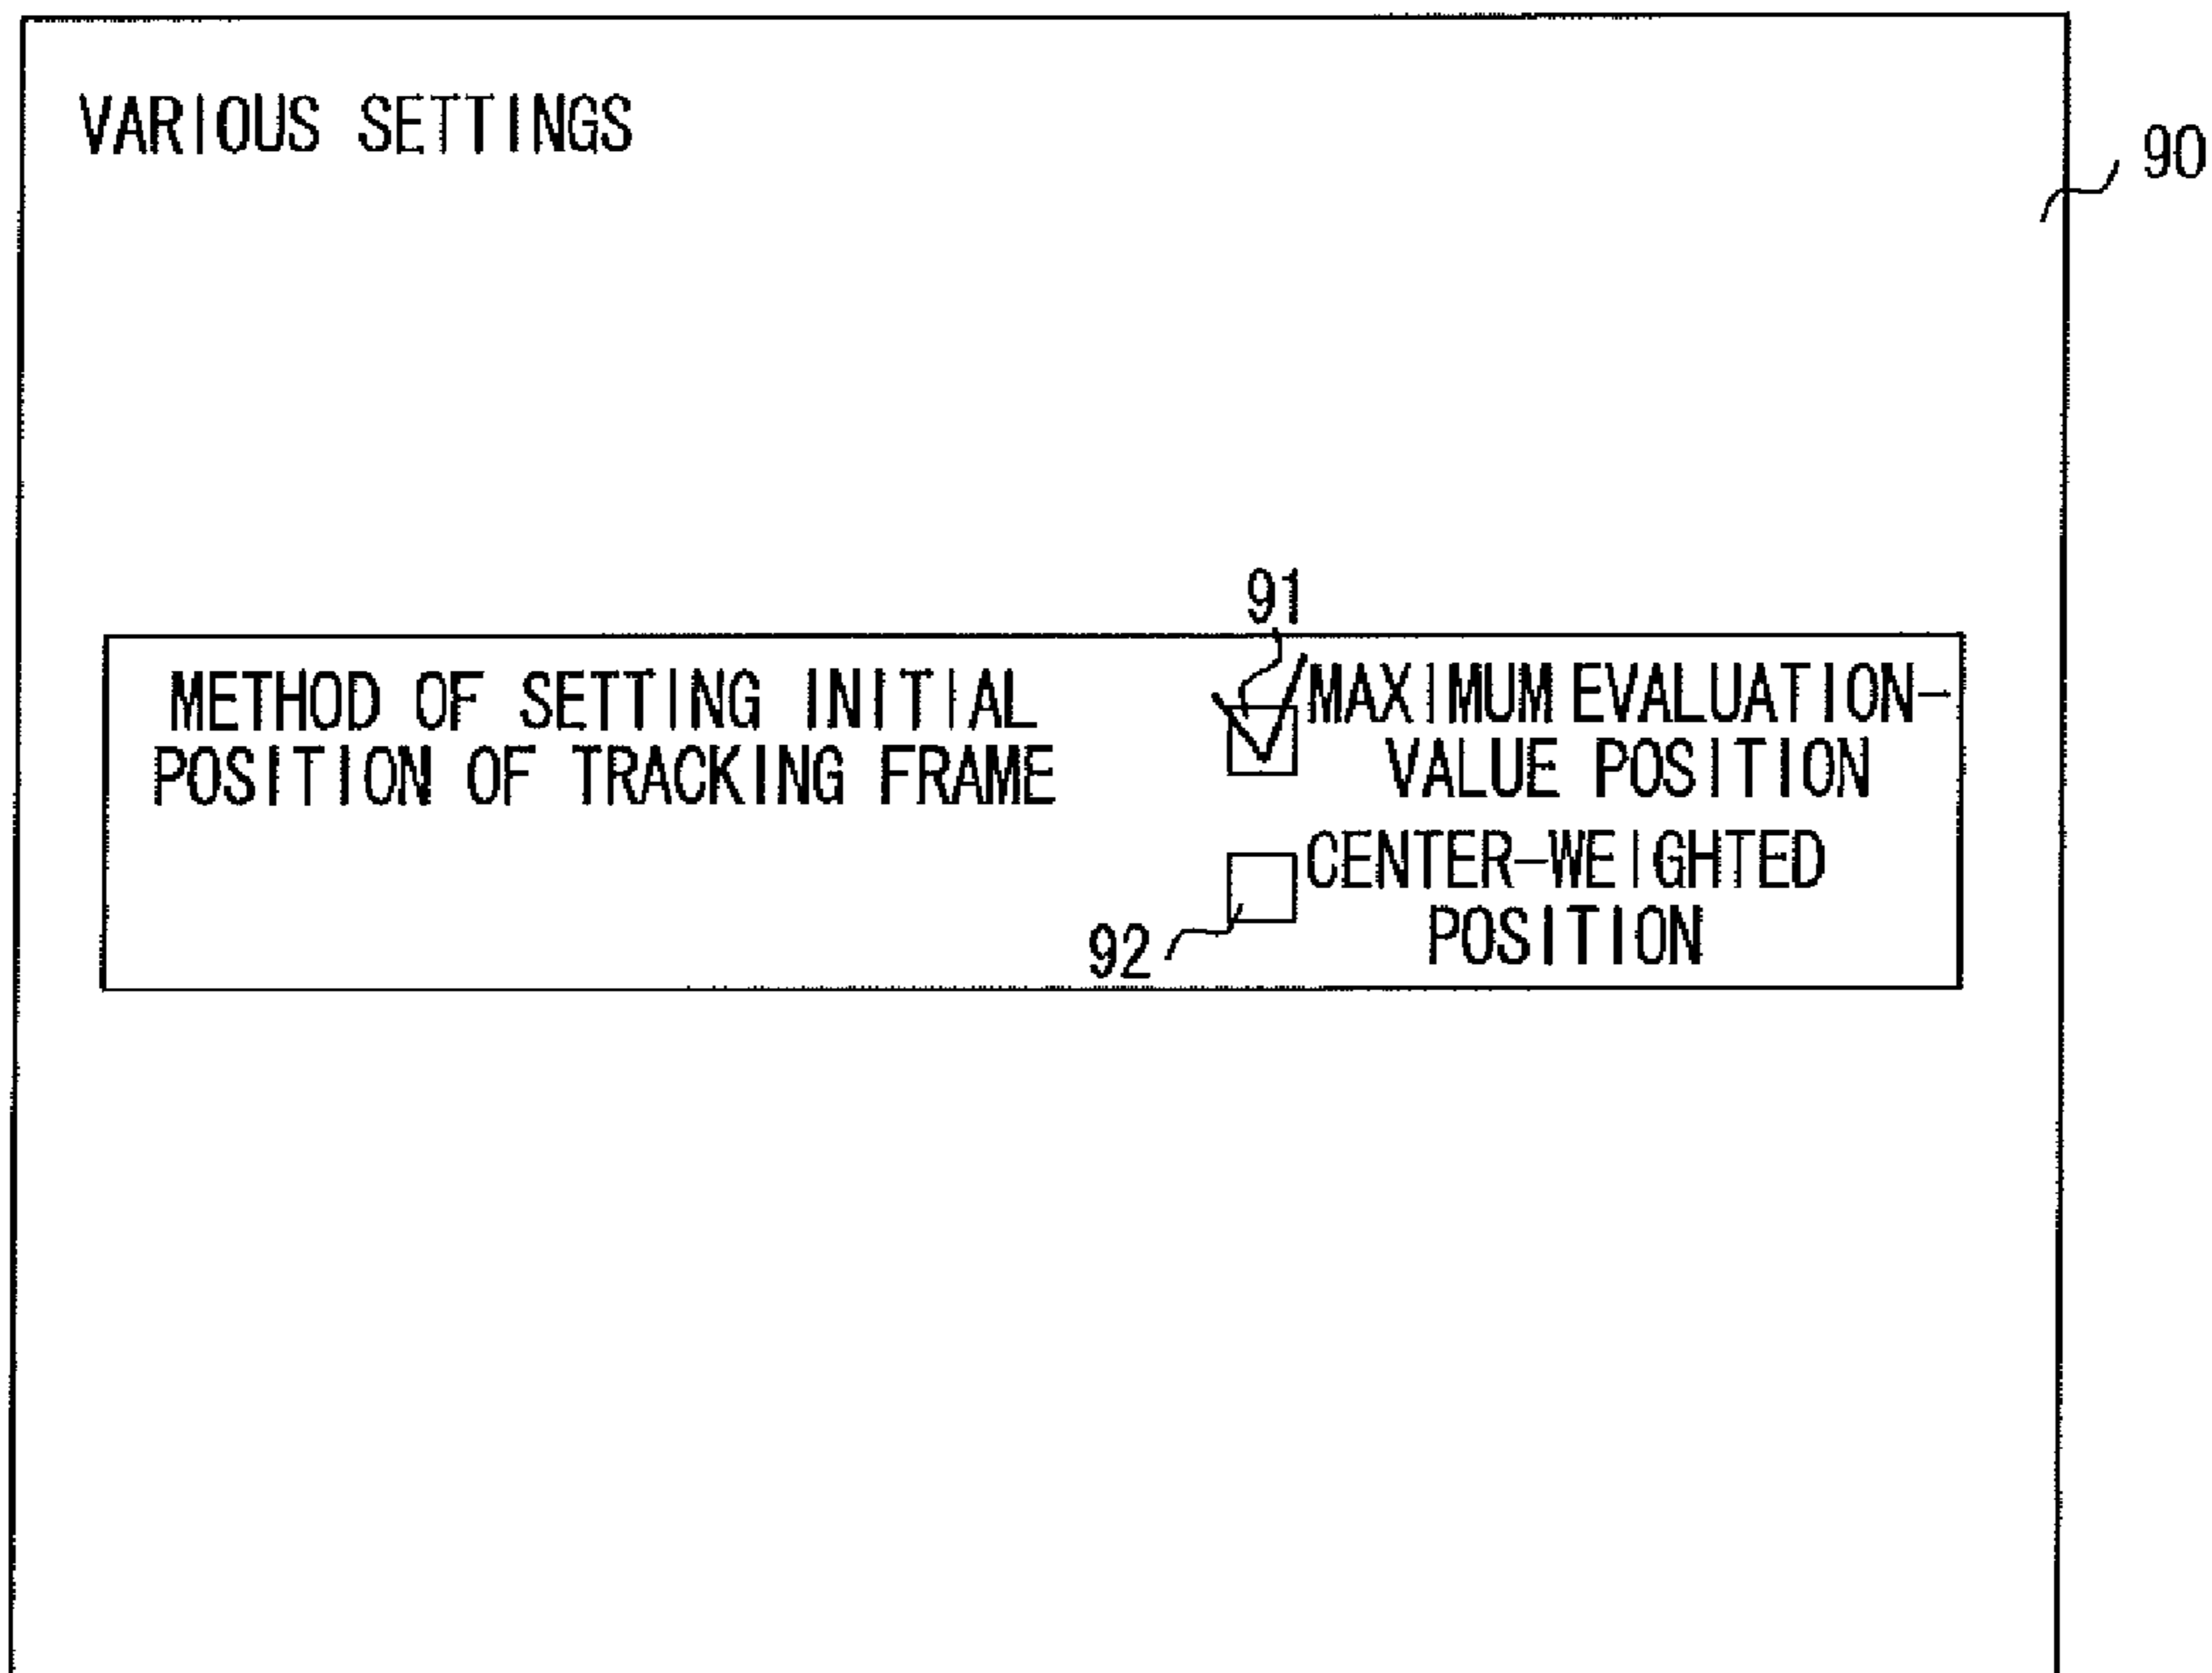 VARIOUS SETTINGS
90
91
METHOD OF SETTING INITIAL
POSITION OF TRACKING FRAME
MAXIMUM EVALUATION-
VALUE POSITION
CENTER-WEIGHTED
POSITION
92